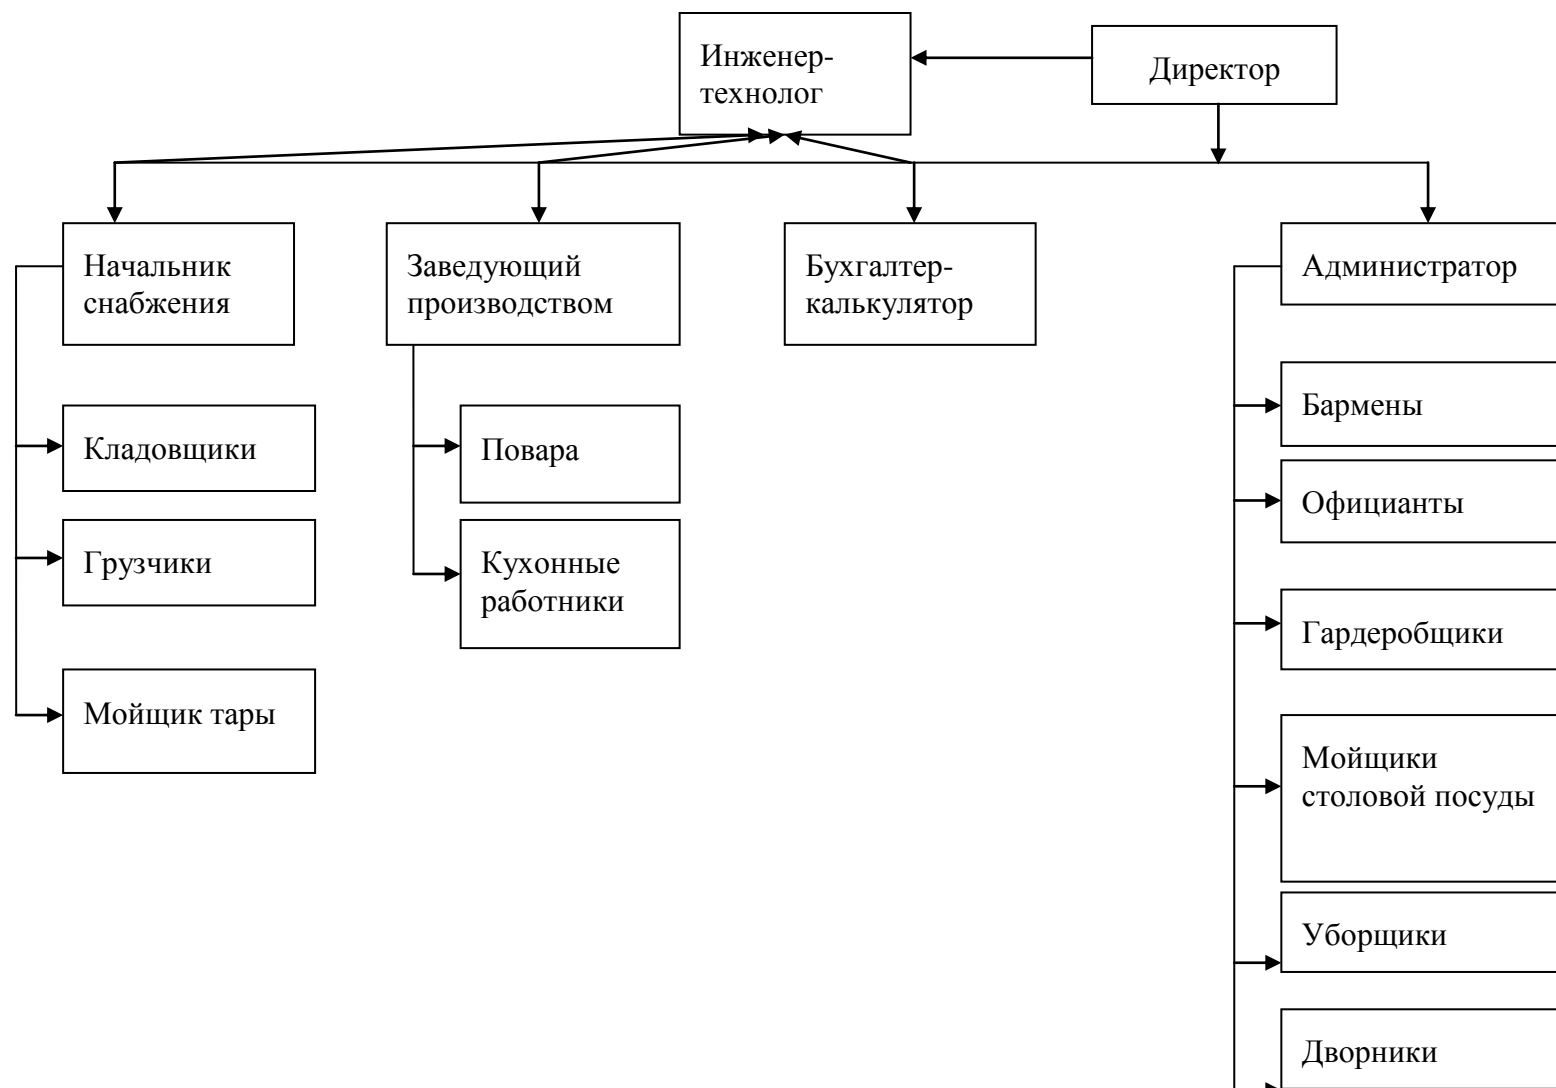 Инженер-
технолог
Директор
Начальник
снабжения
Заведующий
производством
Бухгалтер-
калькулятор
Администратор
Кладовщики
Грузчики
Мойщик тары
Повара
Кухонные
работники
Бармены
Официанты
Гардеробщики
Мойщики
столовой посуды
Уборщики
Дворники